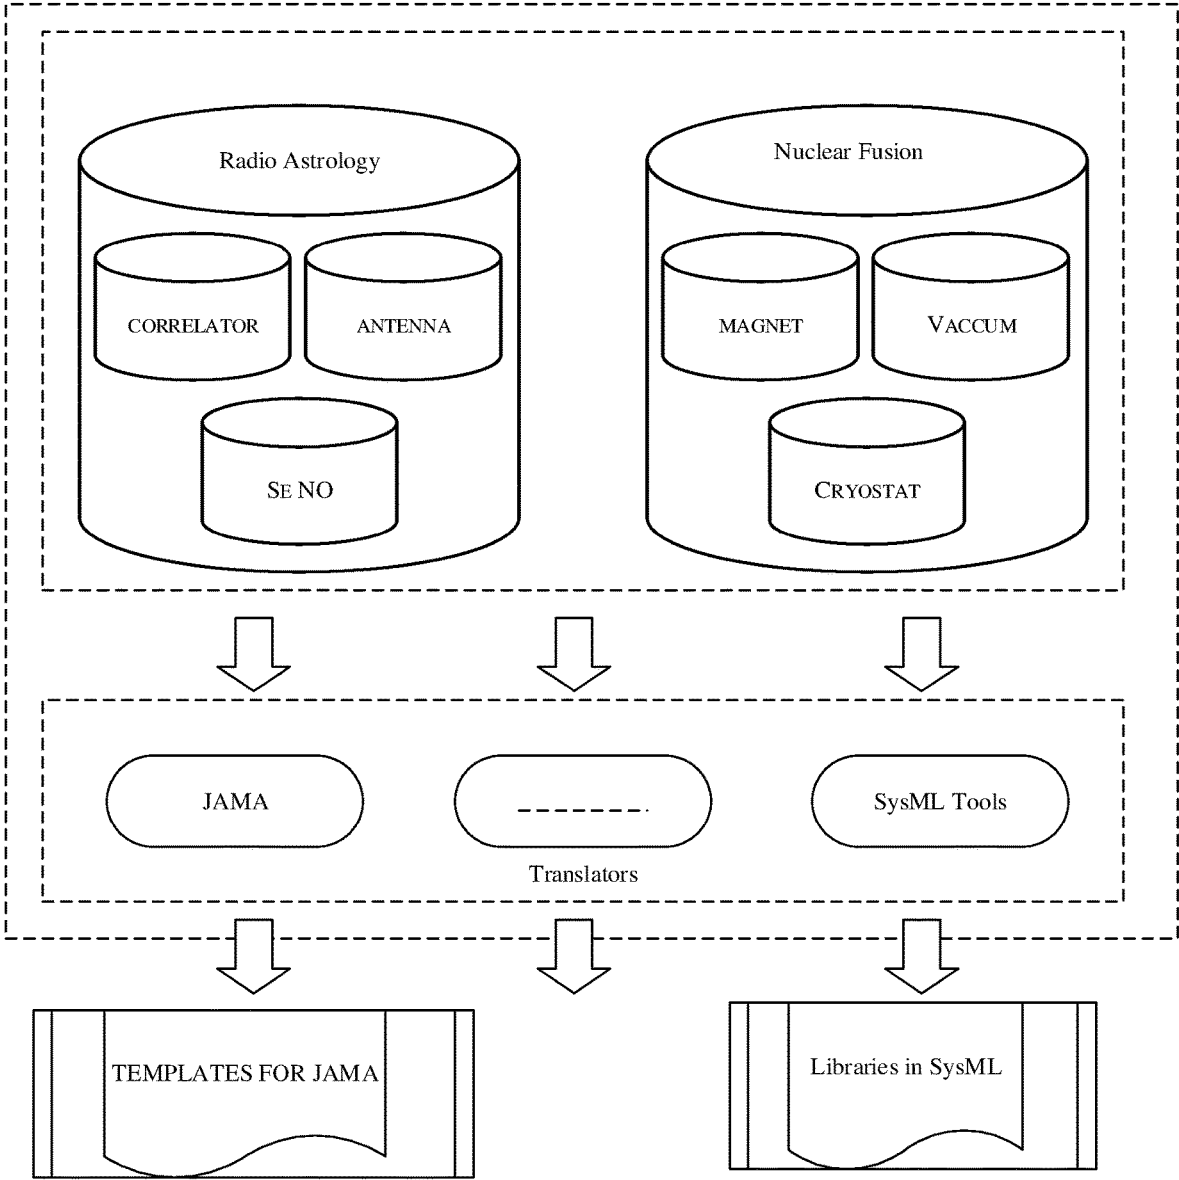 Radio Astrology
Nuclear Fusion
CORRELATOR
ANTENNA
MAGNET
VACCUM
SE NO
CRYOSTAT
JAMA
SysML Tools
Translators
TEMPLATES FOR JAMA
Libraries in SysML